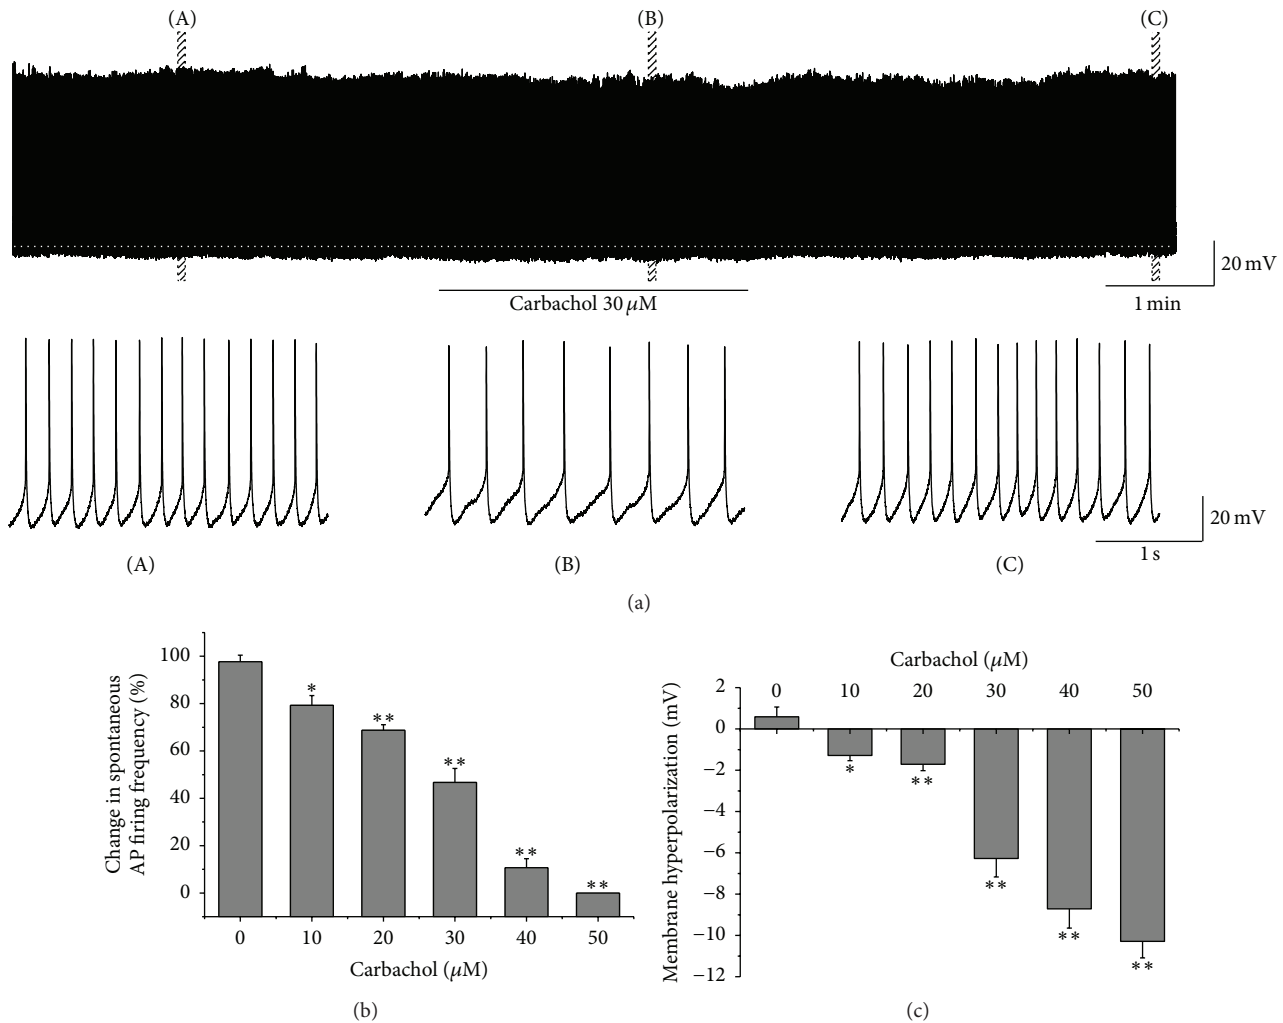 (A)
(B)
(C)
20 mV
Carbachol 30 μM
1 min
20 mV
1 s
(A)
(B)
(C)
(a)
Change in spontaneous
AP firing frequency (%)
100
80
60
40
20
0
*
**
**
**
**
0 10 20 30 40 50
Carbachol (μM)
(b)
Carbachol (μM)
0 10 20 30 40 50
Membrane hyperpolarization (mV)
2
0
−2
−4
−6
−8
−10
−12
*
**
**
**
**
(c)